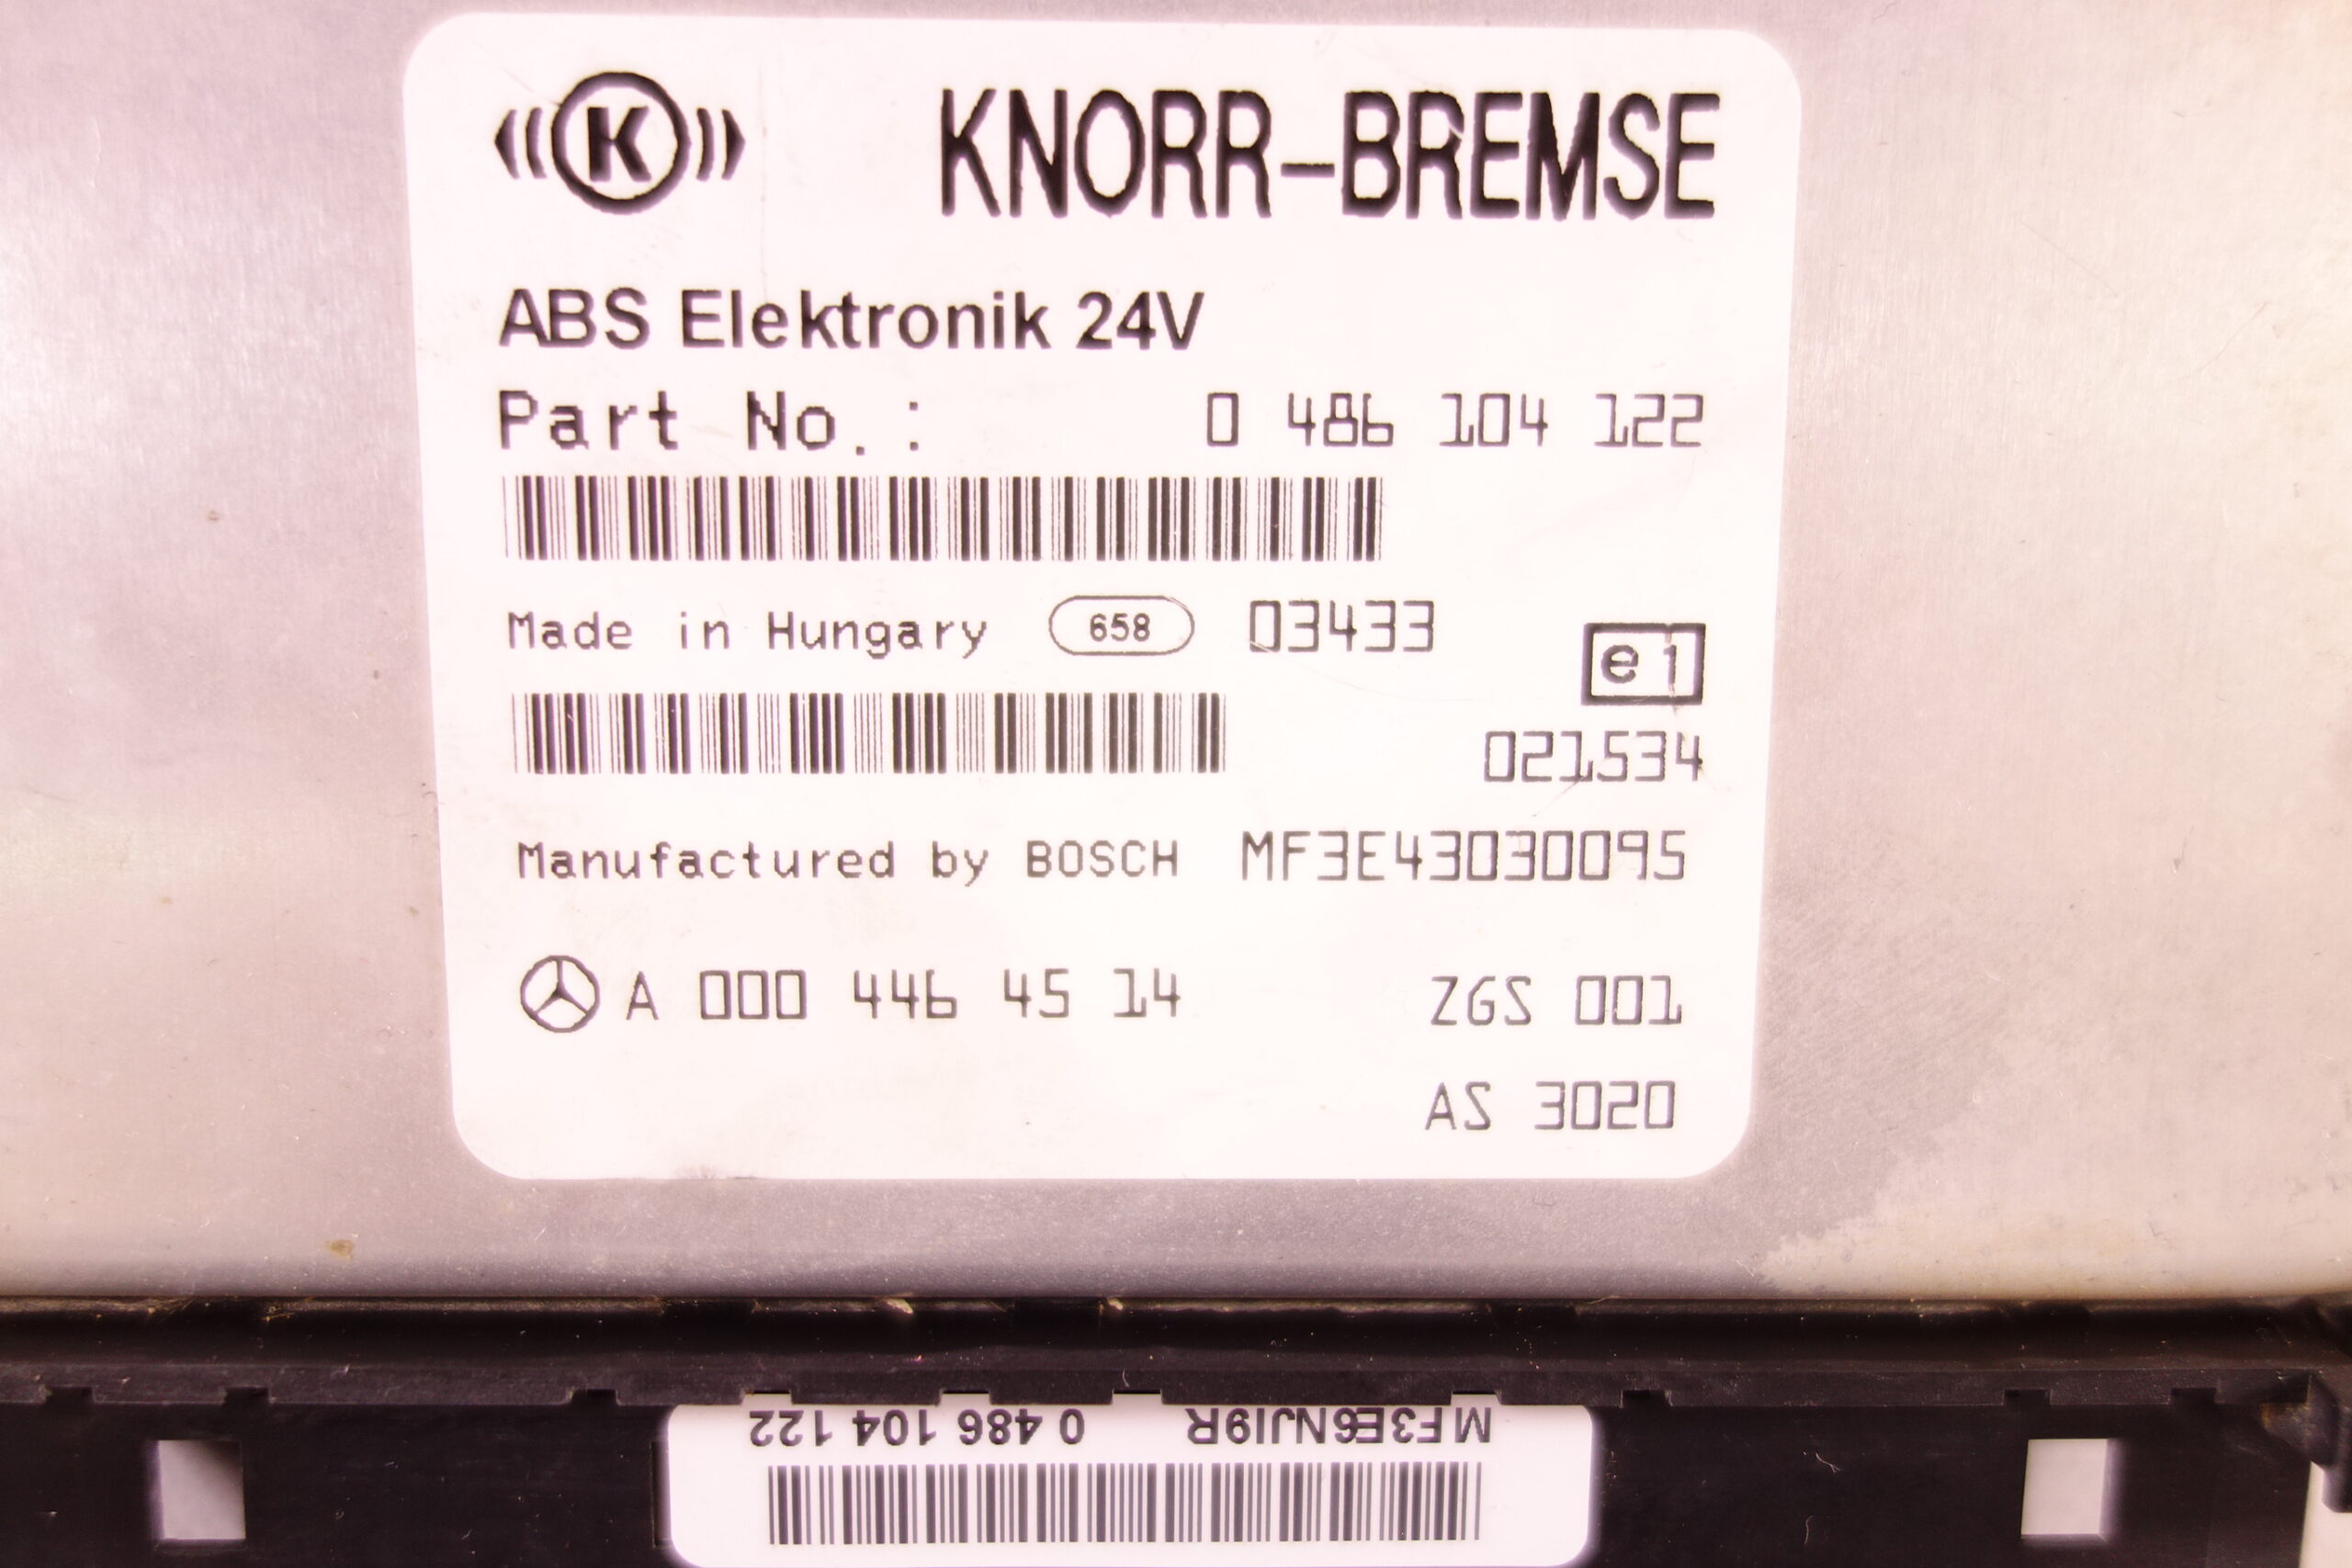 K KNORR-BREMSE
ABS Elektronik 24V
Part No.: 0 486 104 122
Made in Hungary 658 03433
e1
021534
Manufactured by BOSCH MF3E43030095
A 000 446 45 14 ZGS 001
AS 3020
MF3E6NJ19R 0 486 104 122